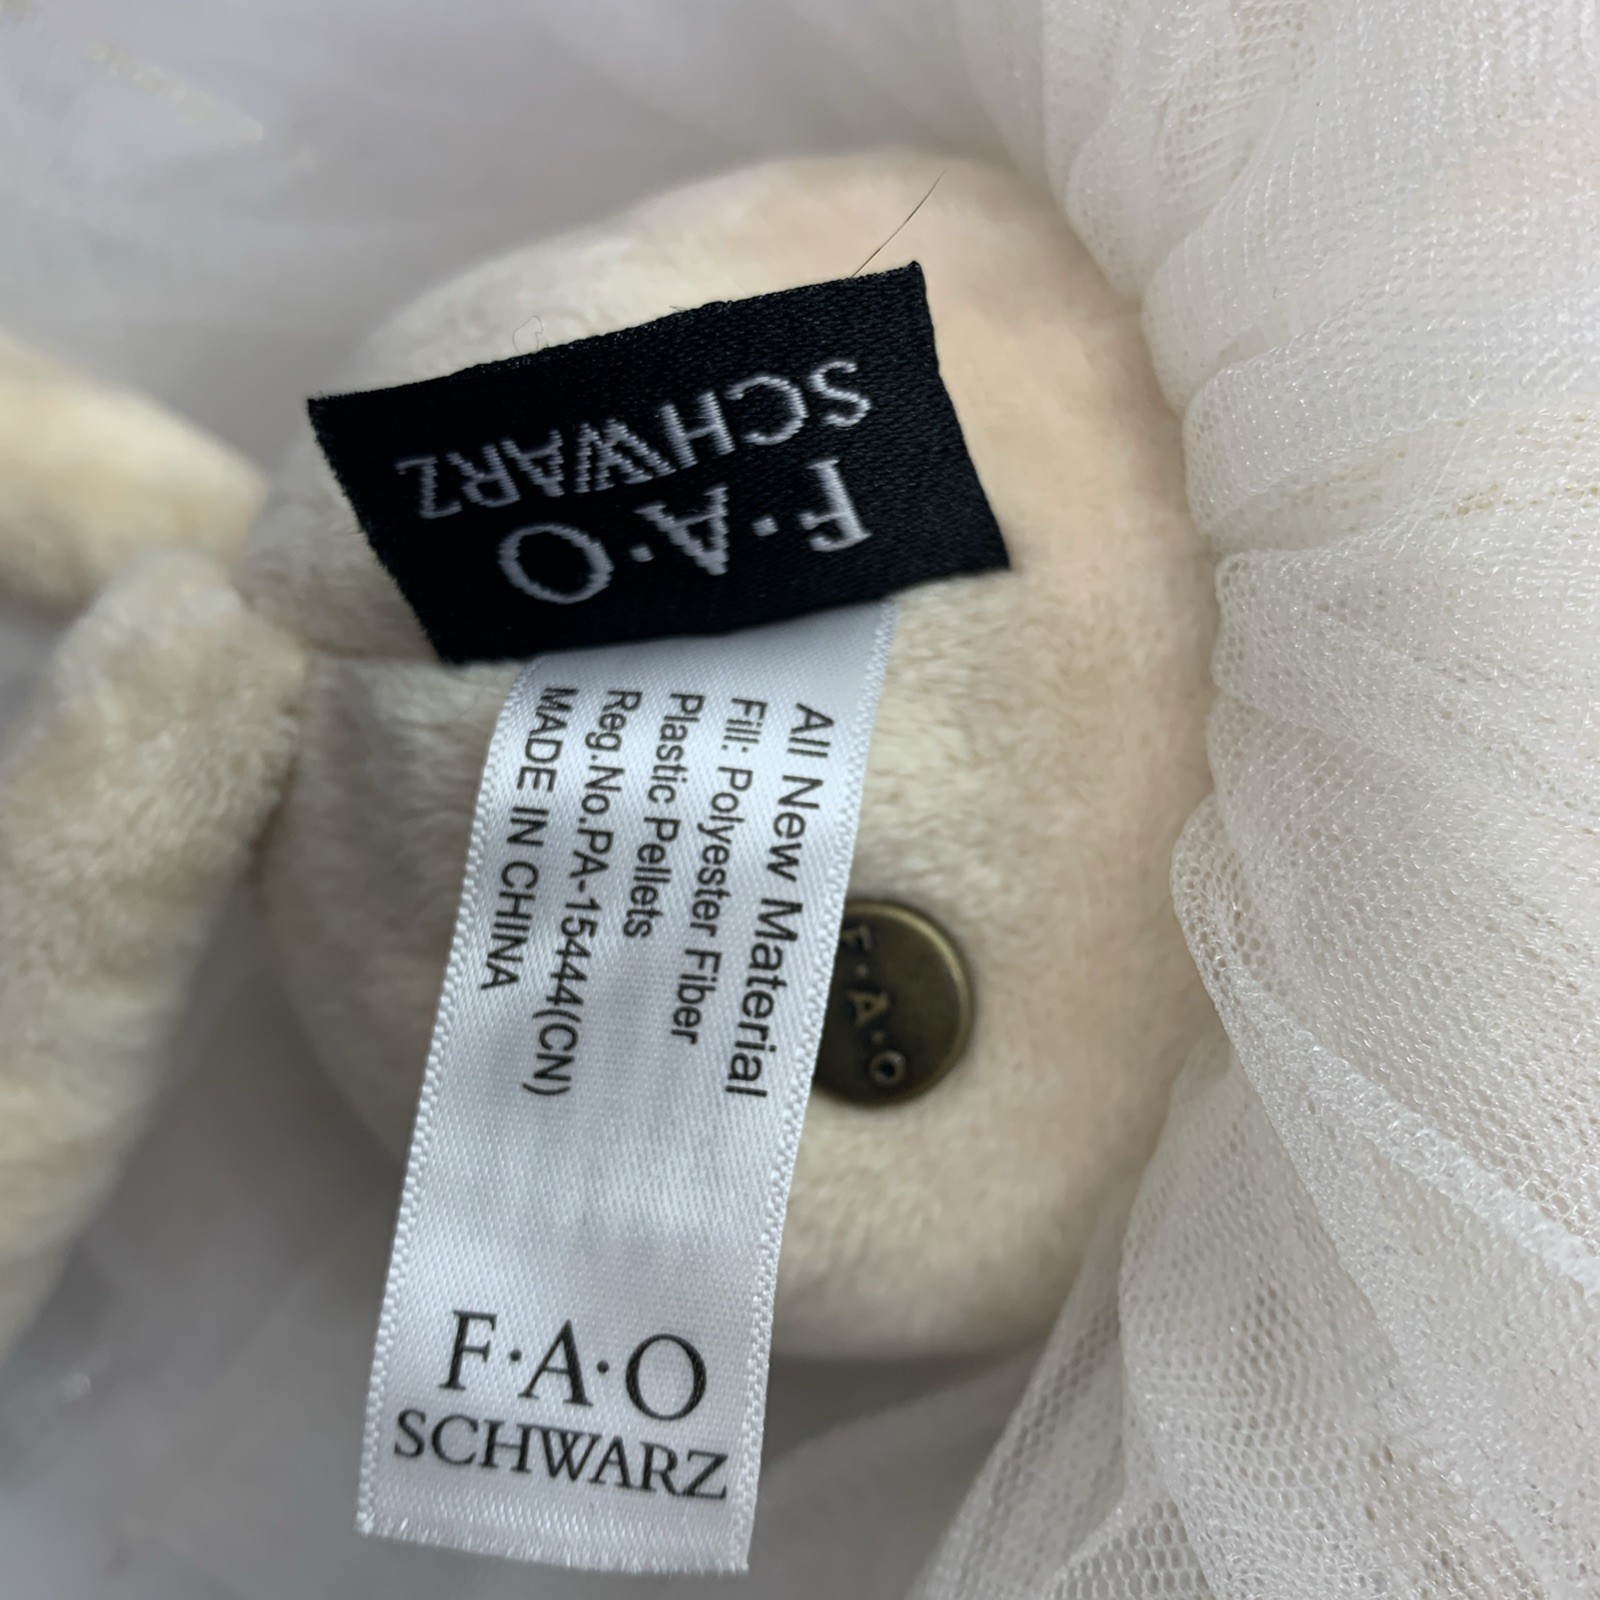 F·A·O
SCHWARZ
All New Material
Fill: Polyester Fiber
Plastic Pellets
Reg.No.PA-15444(CN)
MADE IN CHINA
F·A·O
F·A·O
SCHWARZ